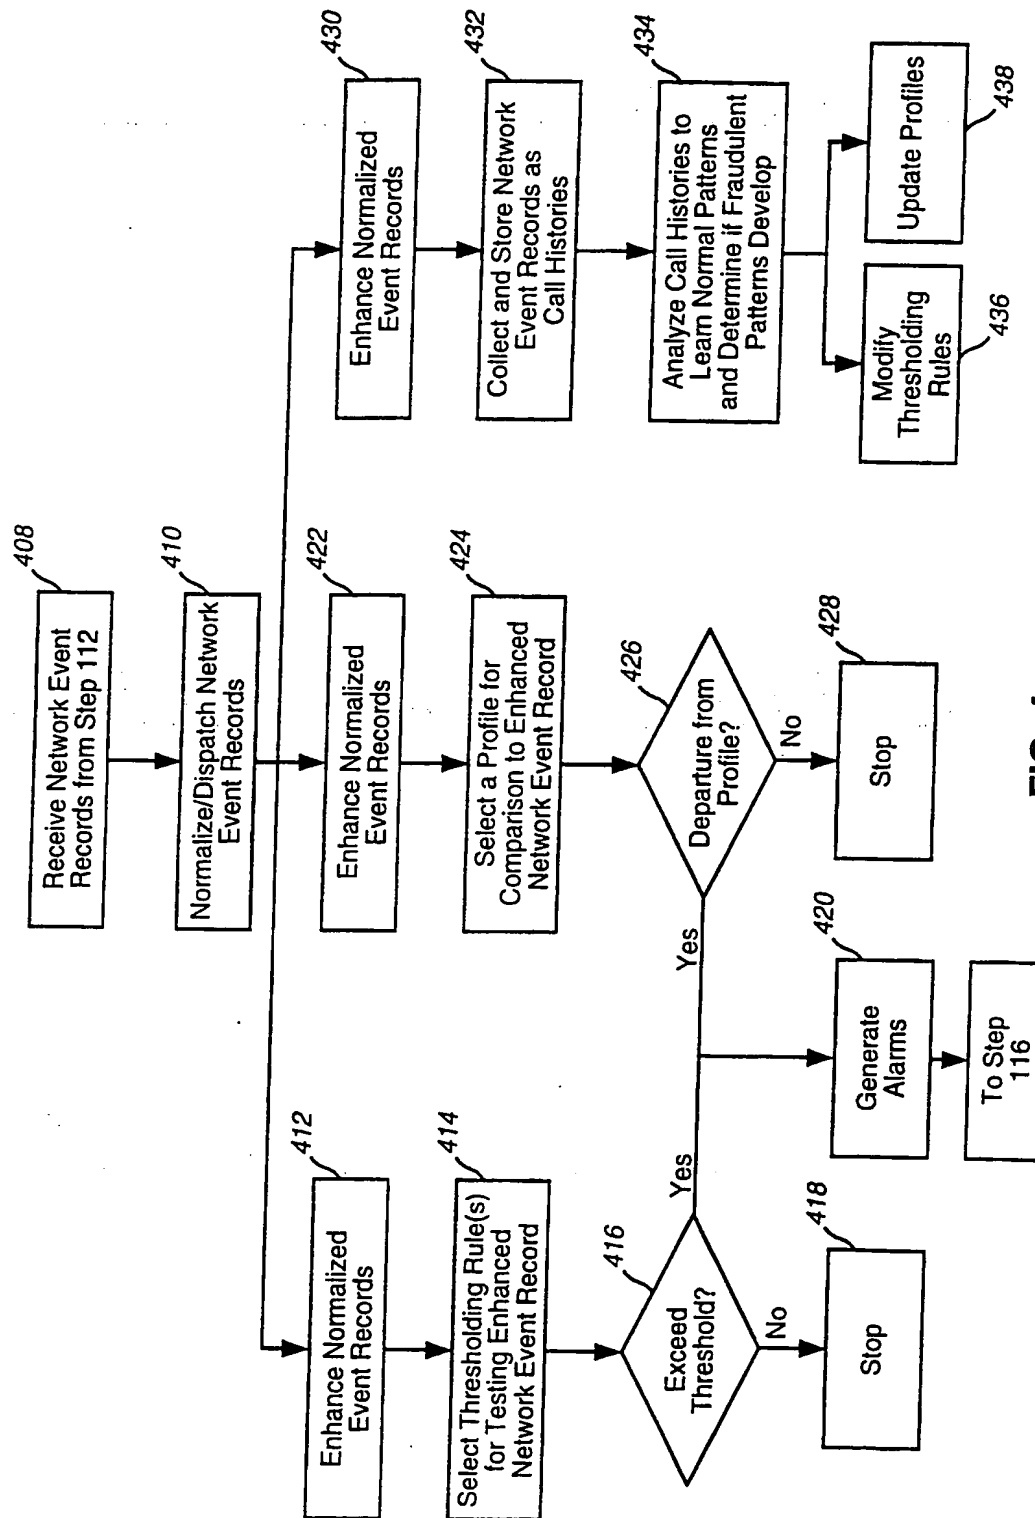 408
Receive Network Event
Records from Step 112
410
Normalize/Dispatch Network
Event Records
412
Enhance Normalized
Event Records
414
Select Thresholding Rule(s)
for Testing Enhanced
Network Event Record
416
Exceed
Threshold?
Yes
No
418
Stop
422
Enhance Normalized
Event Records
424
Select a Profile for
Comparison to Enhanced
Network Event Record
426
Departure from
Profile?
Yes
No
428
Stop
420
Generate
Alarms
To Step
116
430
Enhance Normalized
Event Records
432
Collect and Store Network
Event Records as
Call Histories
434
Analyze Call Histories to
Learn Normal Patterns
and Determine if Fraudulent
Patterns Develop
Modify
Thresholding
Rules
436
Update Profiles
438